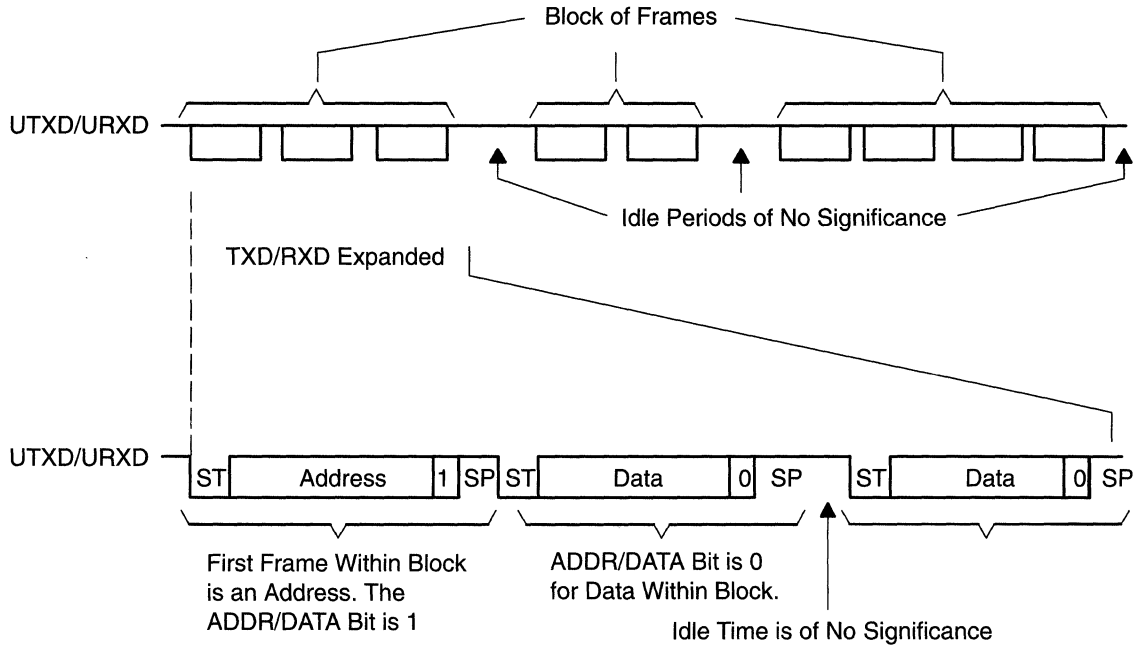 Block of Frames
UTXD/URXD
Idle Periods of No Significance
TXD/RXD Expanded
UTXD/URXD
ST Address 1 SP ST Data 0 SP ST Data 0 SP
First Frame Within Block
is an Address. The
ADDR/DATA Bit is 1
ADDR/DATA Bit is 0
for Data Within Block.
Idle Time is of No Significance